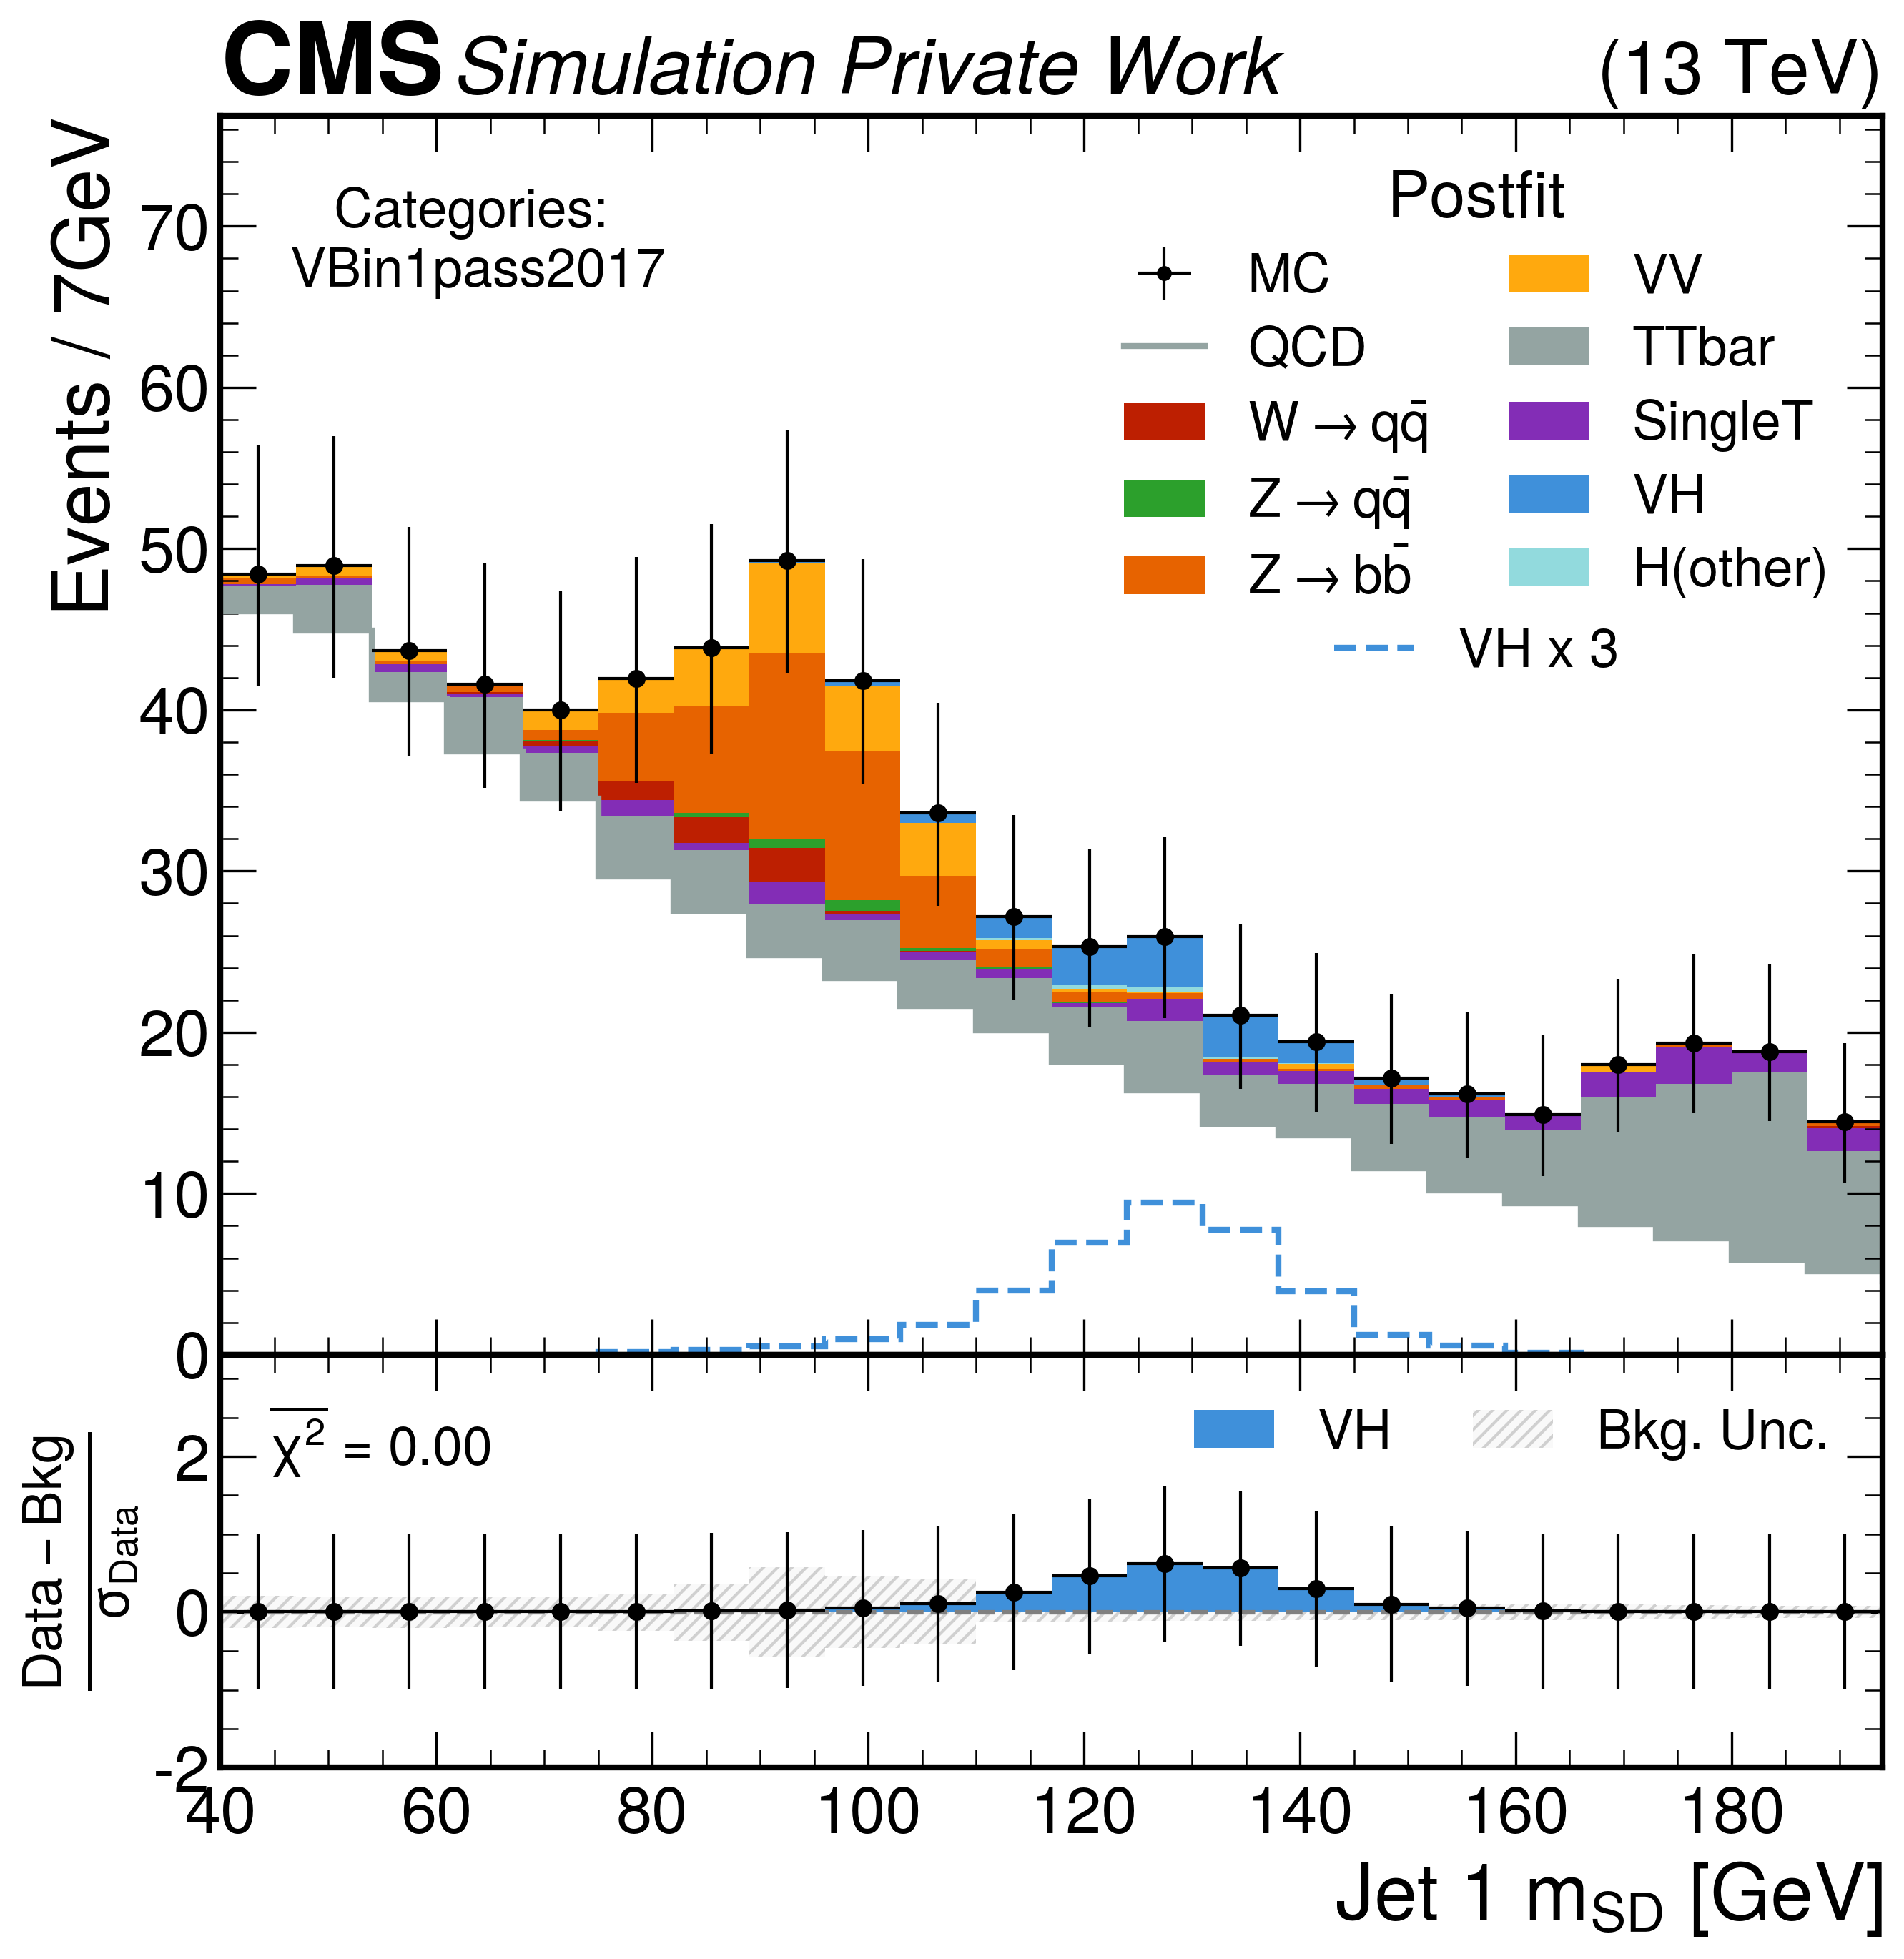 CMS Simulation Private Work (13 TeV)
Events / 7GeV
70
60
50
40
30
20
10
0
Categories:
VBin1pass2017
Postfit
MC
QCD
W → qq̄
Z → qq̄
Z → bb̄
VV
TTbar
SingleT
VH
H(other)
VH x 3
Data – Bkg
σData
2
0
-2
χ² = 0.00
VH
Bkg. Unc.
40 60 80 100 120 140 160 180
Jet 1 mSD [GeV]